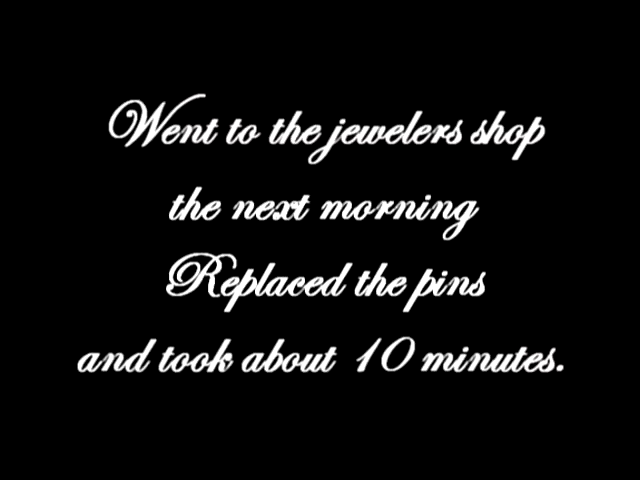 Went to the jewelers shop
the next morning
Replaced the pins
and took about 10 minutes.